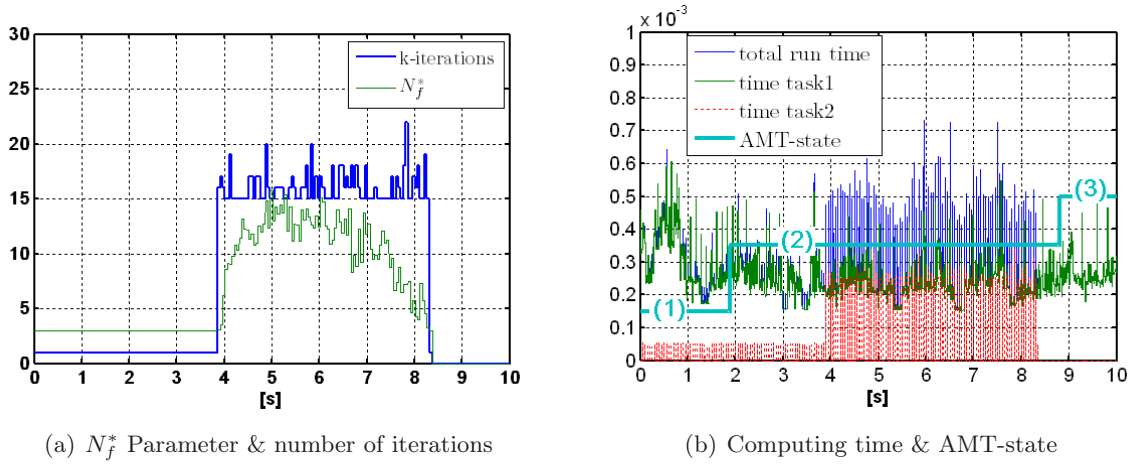 30
25
20
15
10
5
0
0 1 2 3 4 5 6 7 8 9 10
[s]
k-iterations
N_f^*
(a) N_f^* Parameter & number of iterations
x 10^-3
1
0.9
0.8
0.7
0.6
0.5
0.4
0.3
0.2
0.1
0
0 1 2 3 4 5 6 7 8 9 10
[s]
total run time
time task1
time task2
AMT-state
(1)
(2)
(3)
(b) Computing time & AMT-state